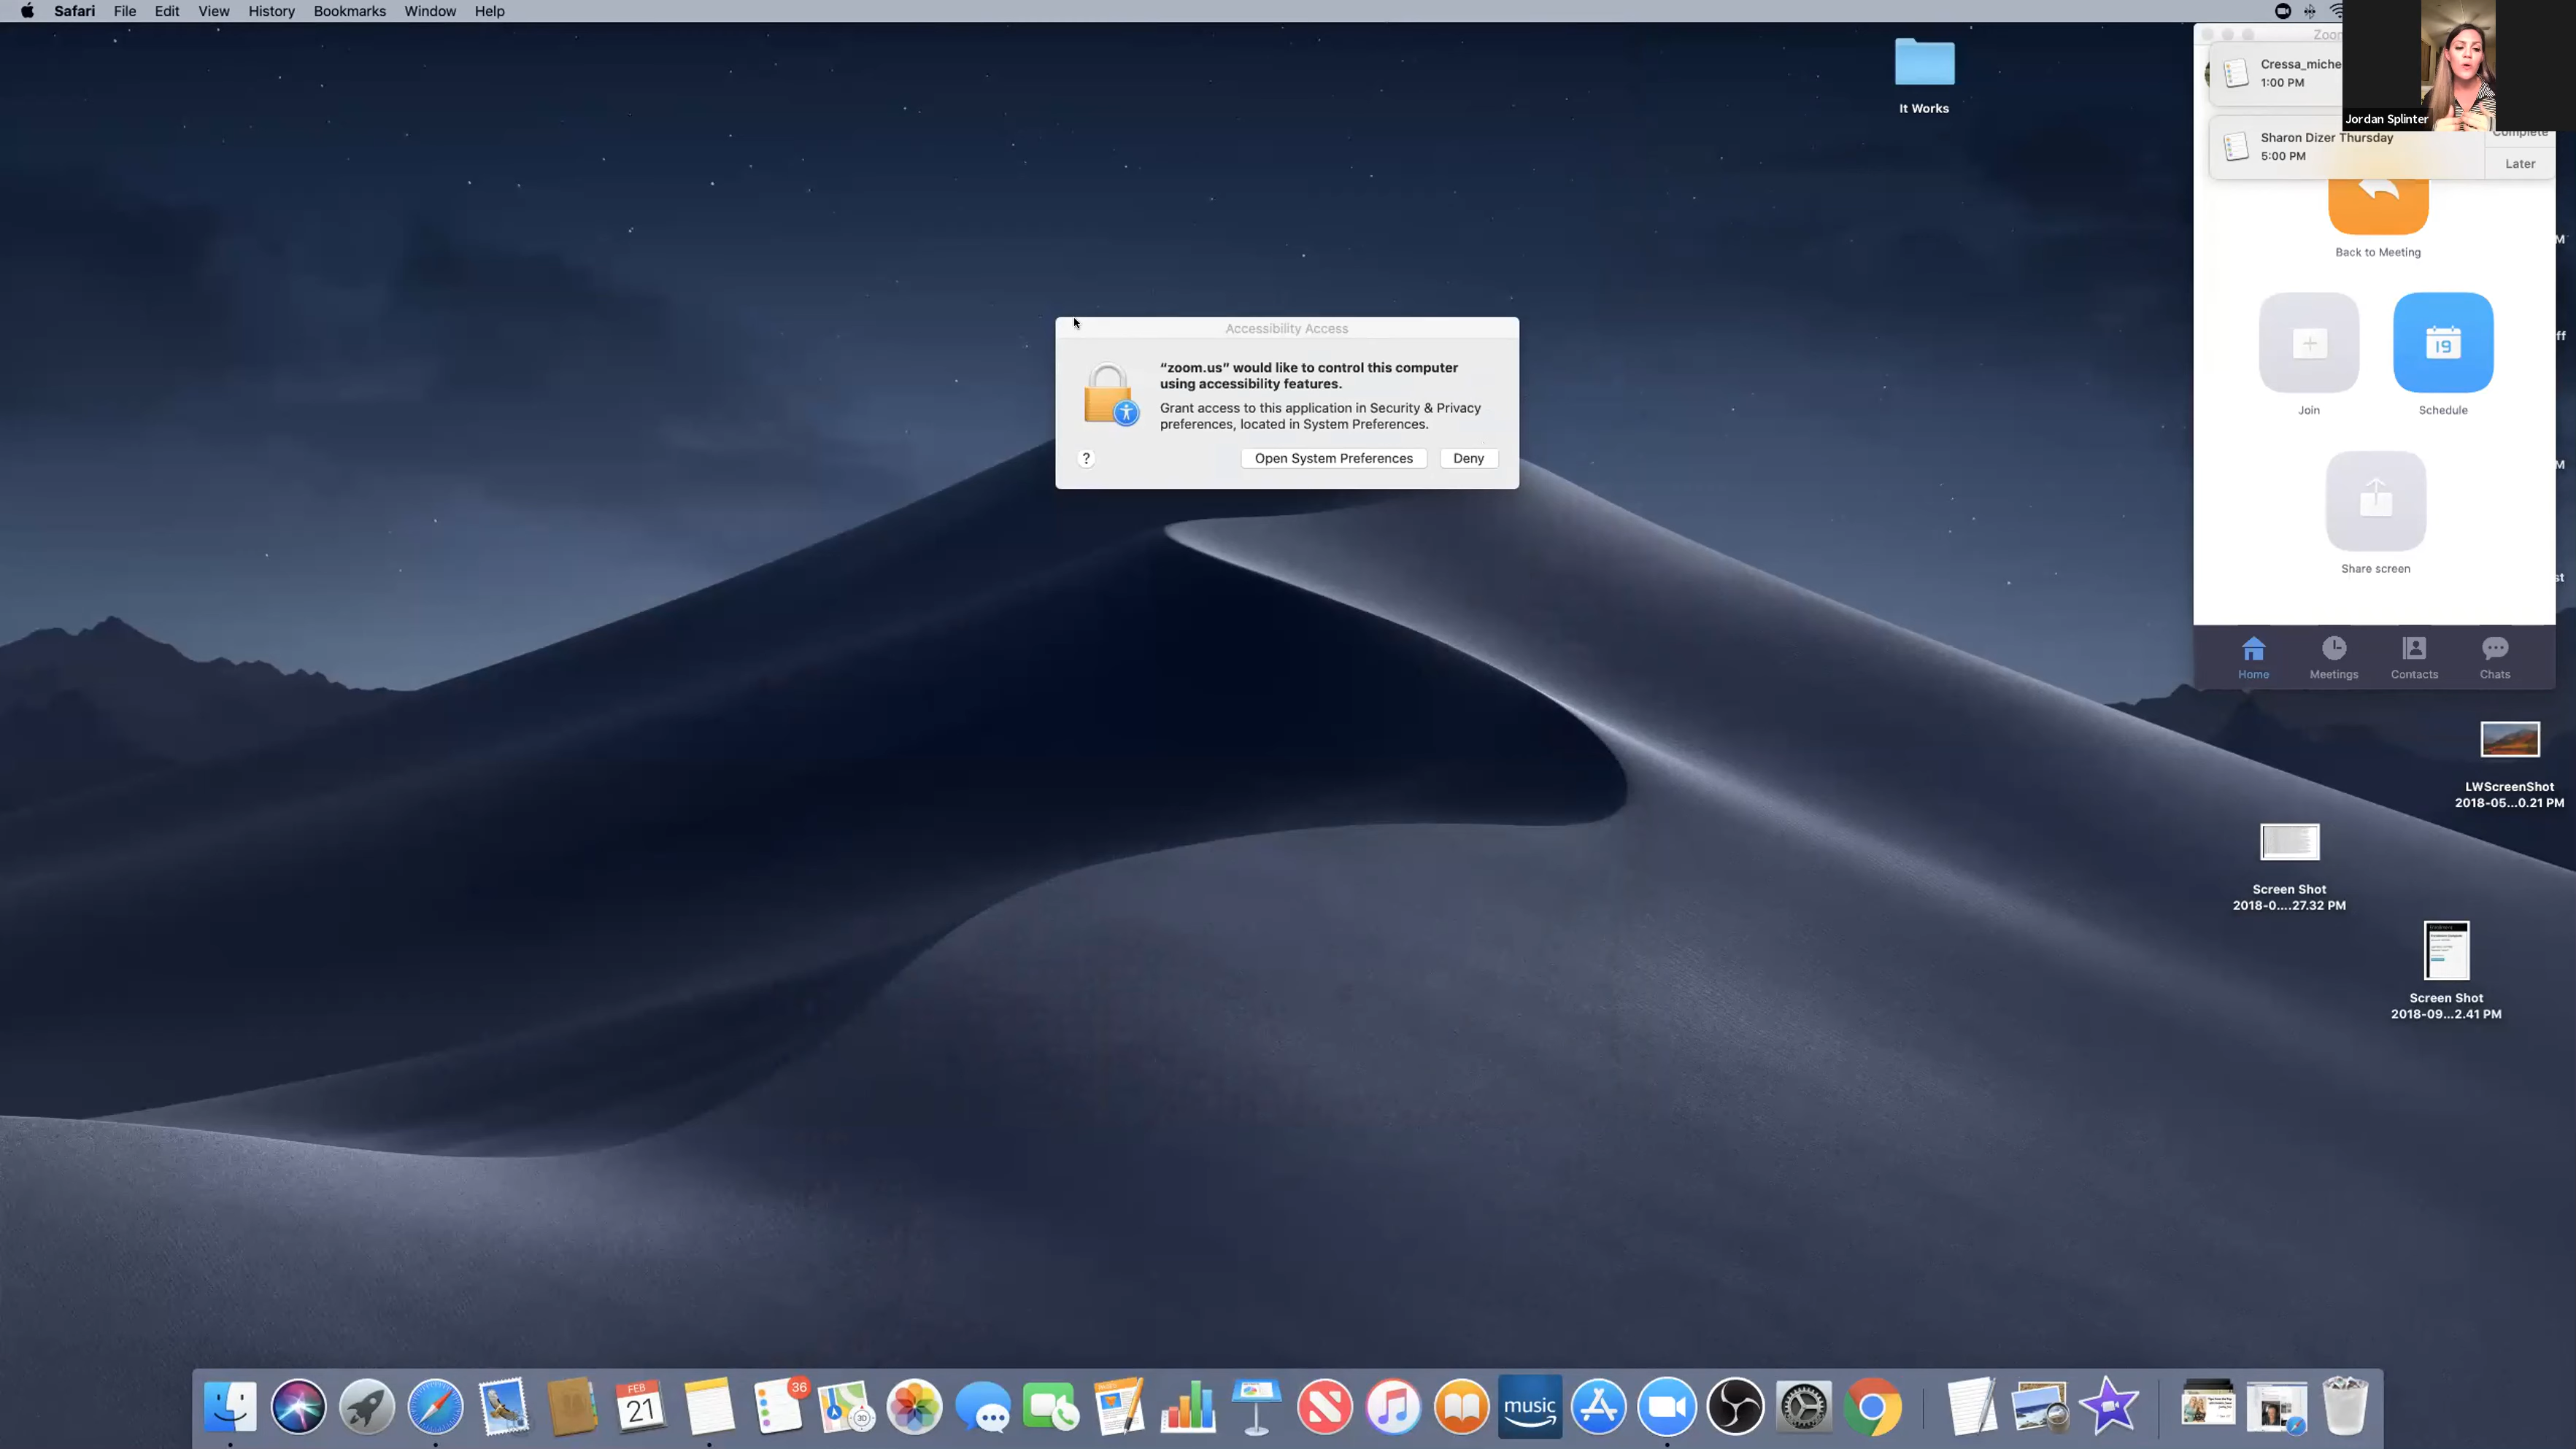 Safari File Edit View History Bookmarks Window Help
It Works
Cressa_miche
1:00 PM
Jordan Splinter
Sharon Dizer Thursday
5:00 PM
Complete
Later
Back to Meeting
Accessibility Access
“zoom.us” would like to control this computer
using accessibility features.
Grant access to this application in Security & Privacy
preferences, located in System Preferences.
?
Open System Preferences
Deny
19
Join
Schedule
Share screen
Home
Meetings
Contacts
Chats
LWScreenShot
2018-05...0.21 PM
Screen Shot
2018-0....27.32 PM
Screen Shot
2018-09...2.41 PM
FEB
21
36
3D
music